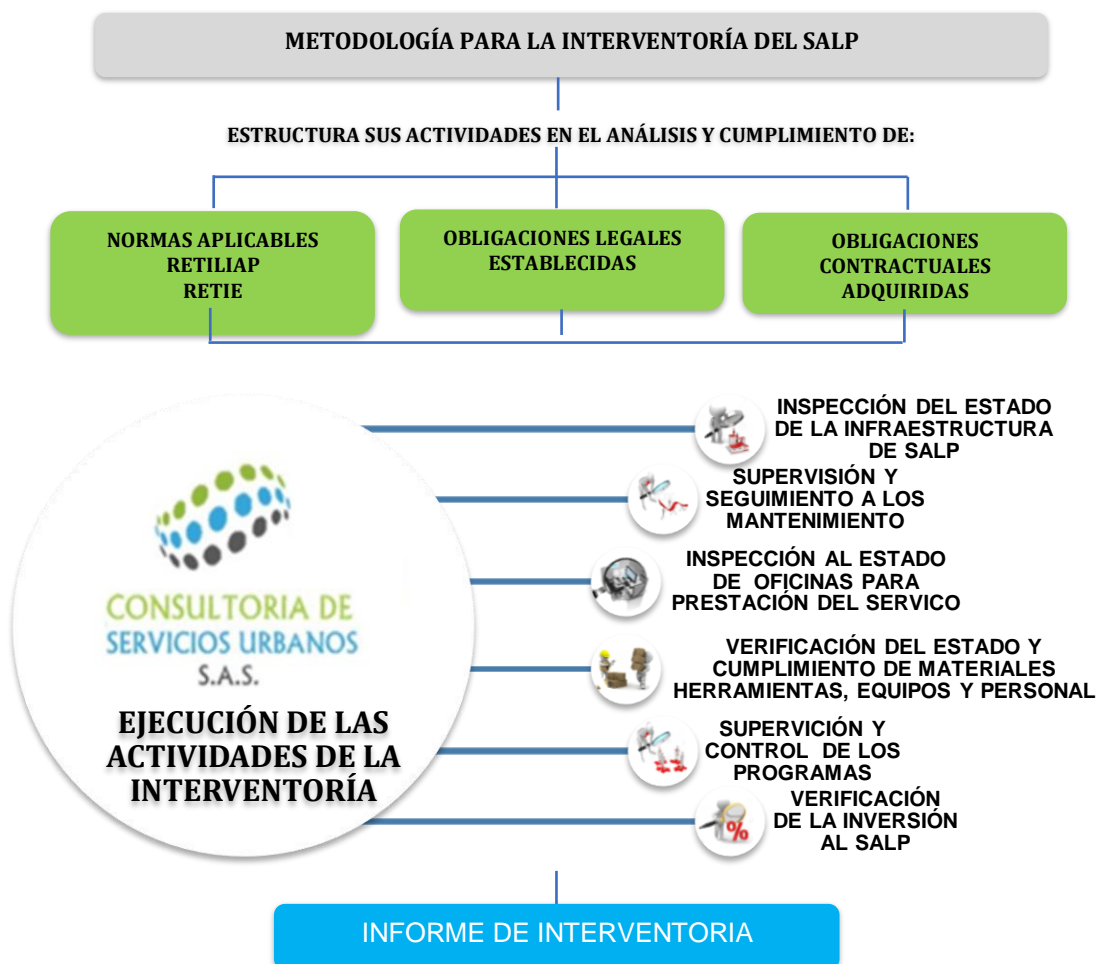 METODOLOGÍA PARA LA INTERVENTORÍA DEL SALP
ESTRUCTURA SUS ACTIVIDADES EN EL ANÁLISIS Y CUMPLIMIENTO DE:
NORMAS APLICABLES
RETILIAP
RETIE
OBLIGACIONES LEGALES
ESTABLECIDAS
OBLIGACIONES
CONTRACTUALES
ADQUIRIDAS
CONSULTORIA DE
SERVICIOS URBANOS
S.A.S.
EJECUCIÓN DE LAS
ACTIVIDADES DE LA
INTERVENTORÍA
INSPECCIÓN DEL ESTADO
DE LA INFRAESTRUCTURA
DE SALP
SUPERVISIÓN Y
SEGUIMIENTO A LOS
MANTENIMIENTO
INSPECCIÓN AL ESTADO
DE OFICINAS PARA
PRESTACIÓN DEL SERVICO
VERIFICACIÓN DEL ESTADO Y
CUMPLIMIENTO DE MATERIALES
HERRAMIENTAS, EQUIPOS Y PERSONAL
SUPERVICIÓN Y
CONTROL DE LOS
PROGRAMAS
%
VERIFICACIÓN
DE LA INVERSIÓN
AL SALP
INFORME DE INTERVENTORIA